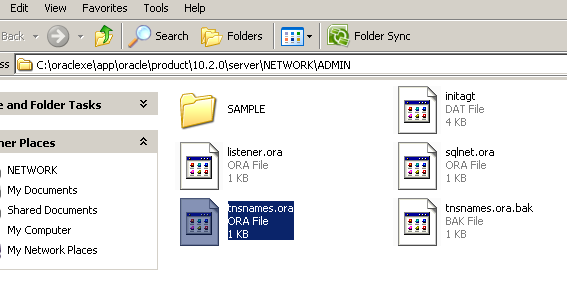 Edit View Favorites Tools Help
Back Search Folders Folder Sync
ss C:\oraclexe\app\oracle\product\10.2.0\server\NETWORK\ADMIN
e and Folder Tasks
her Places
NETWORK
My Documents
Shared Documents
My Computer
My Network Places
SAMPLE
initagt
DAT File
4 KB
listener.ora
ORA File
1 KB
sqlnet.ora
ORA File
1 KB
tnsnames.ora
ORA File
1 KB
tnsnames.ora.bak
BAK File
1 KB